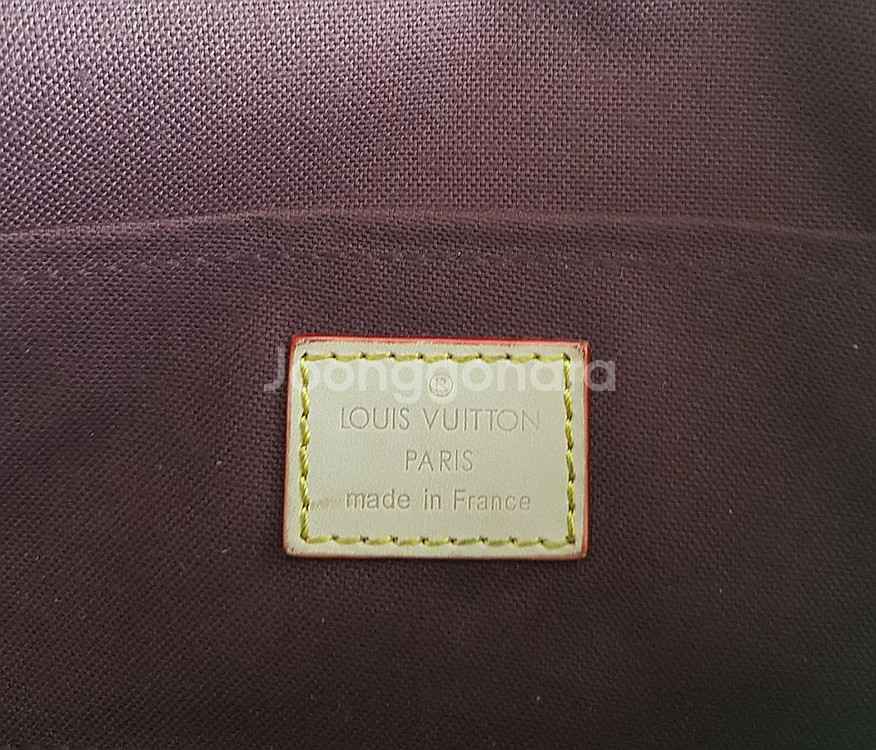 Joonggonara
®
LOUIS VUITTON
PARIS
made in France